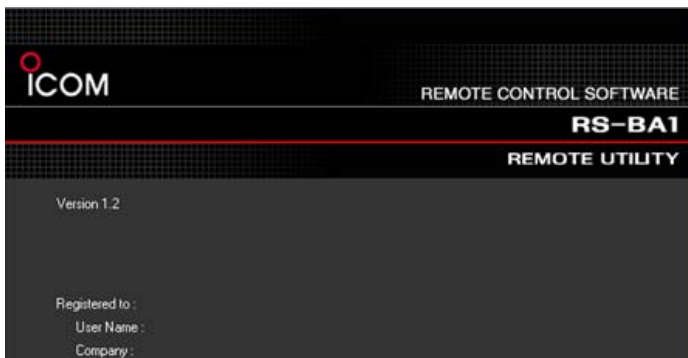 ICOM
REMOTE CONTROL SOFTWARE
RS-BA1
REMOTE UTILITY
Version 1.2
Registered to :
User Name :
Company :